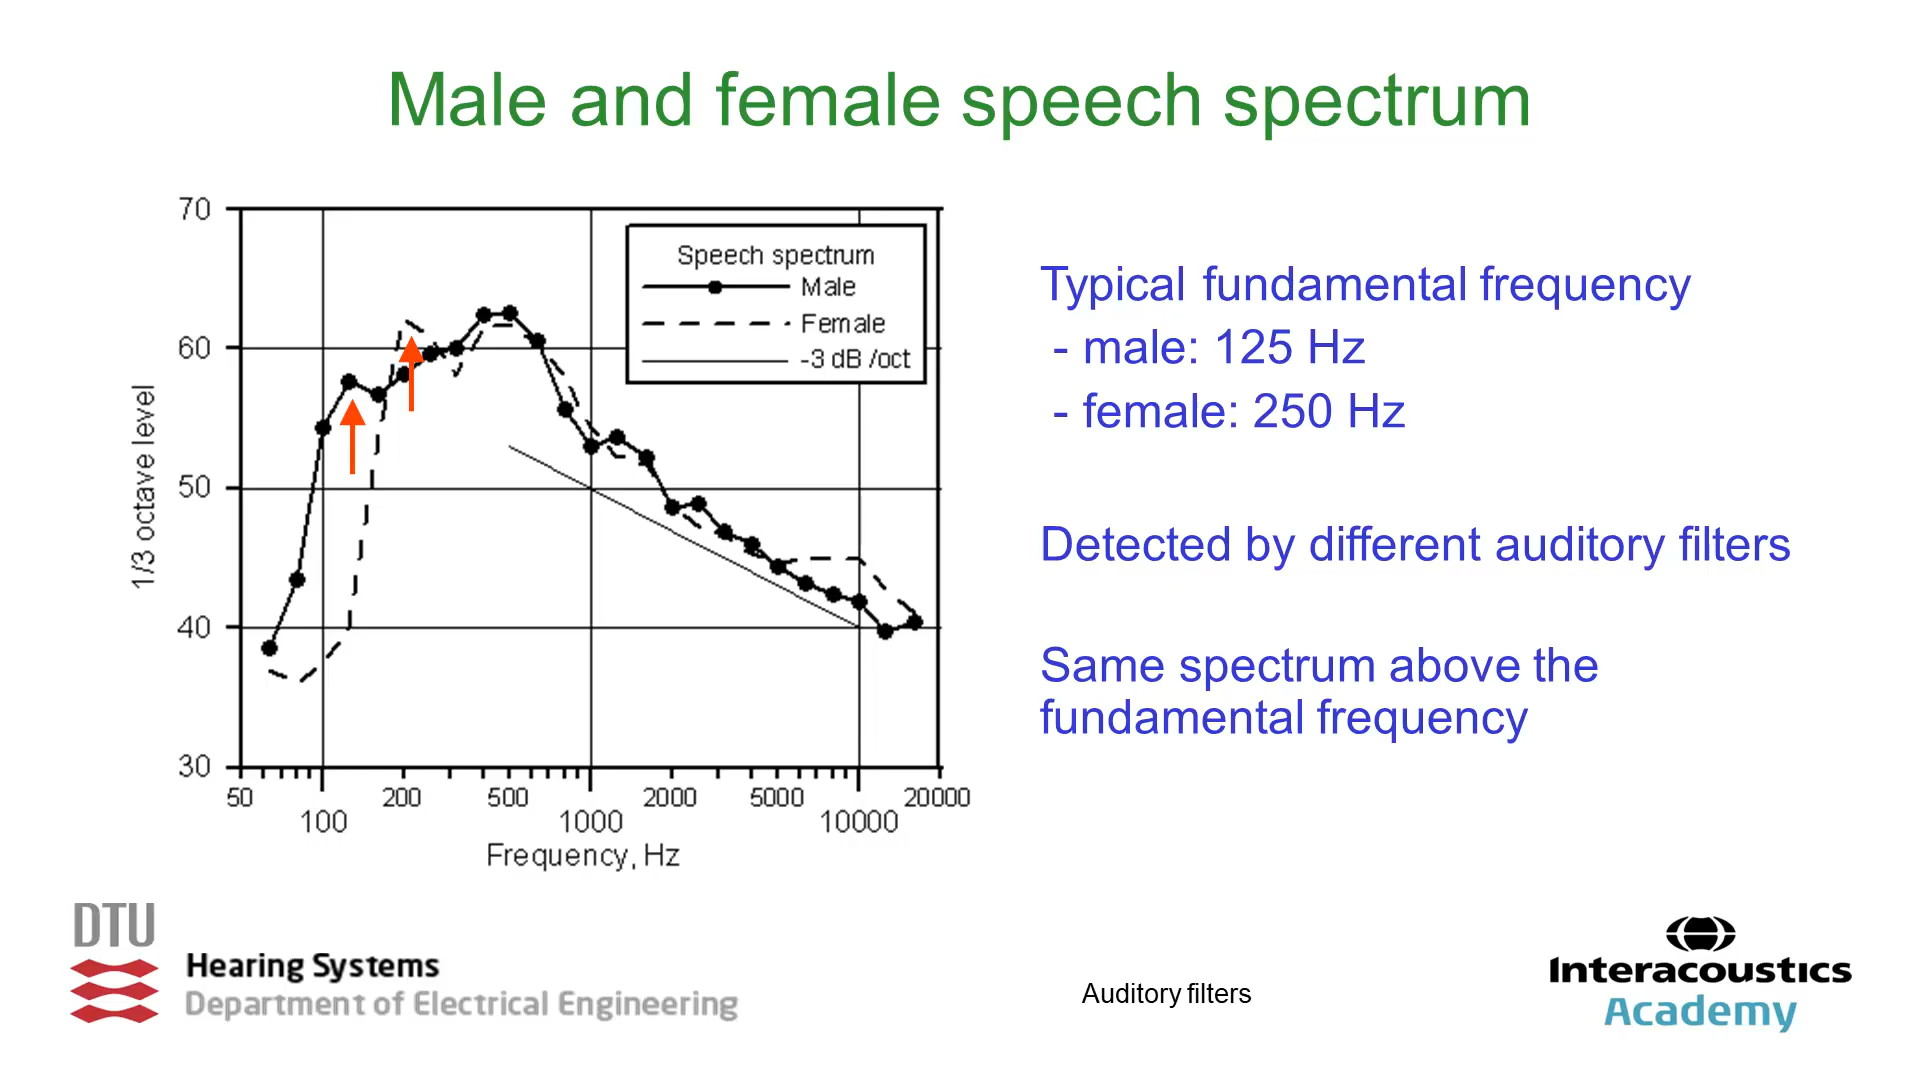 Male and female speech spectrum
70
60
50
40
30
1/3 octave level
Speech spectrum
Male
Female
-3 dB /oct
50
200
500
2000
5000
20000
100
1000
10000
Frequency, Hz
Typical fundamental frequency
- male: 125 Hz
- female: 250 Hz
Detected by different auditory filters
Same spectrum above the
fundamental frequency
DTU
Hearing Systems
Department of Electrical Engineering
Auditory filters
Interacoustics
Academy